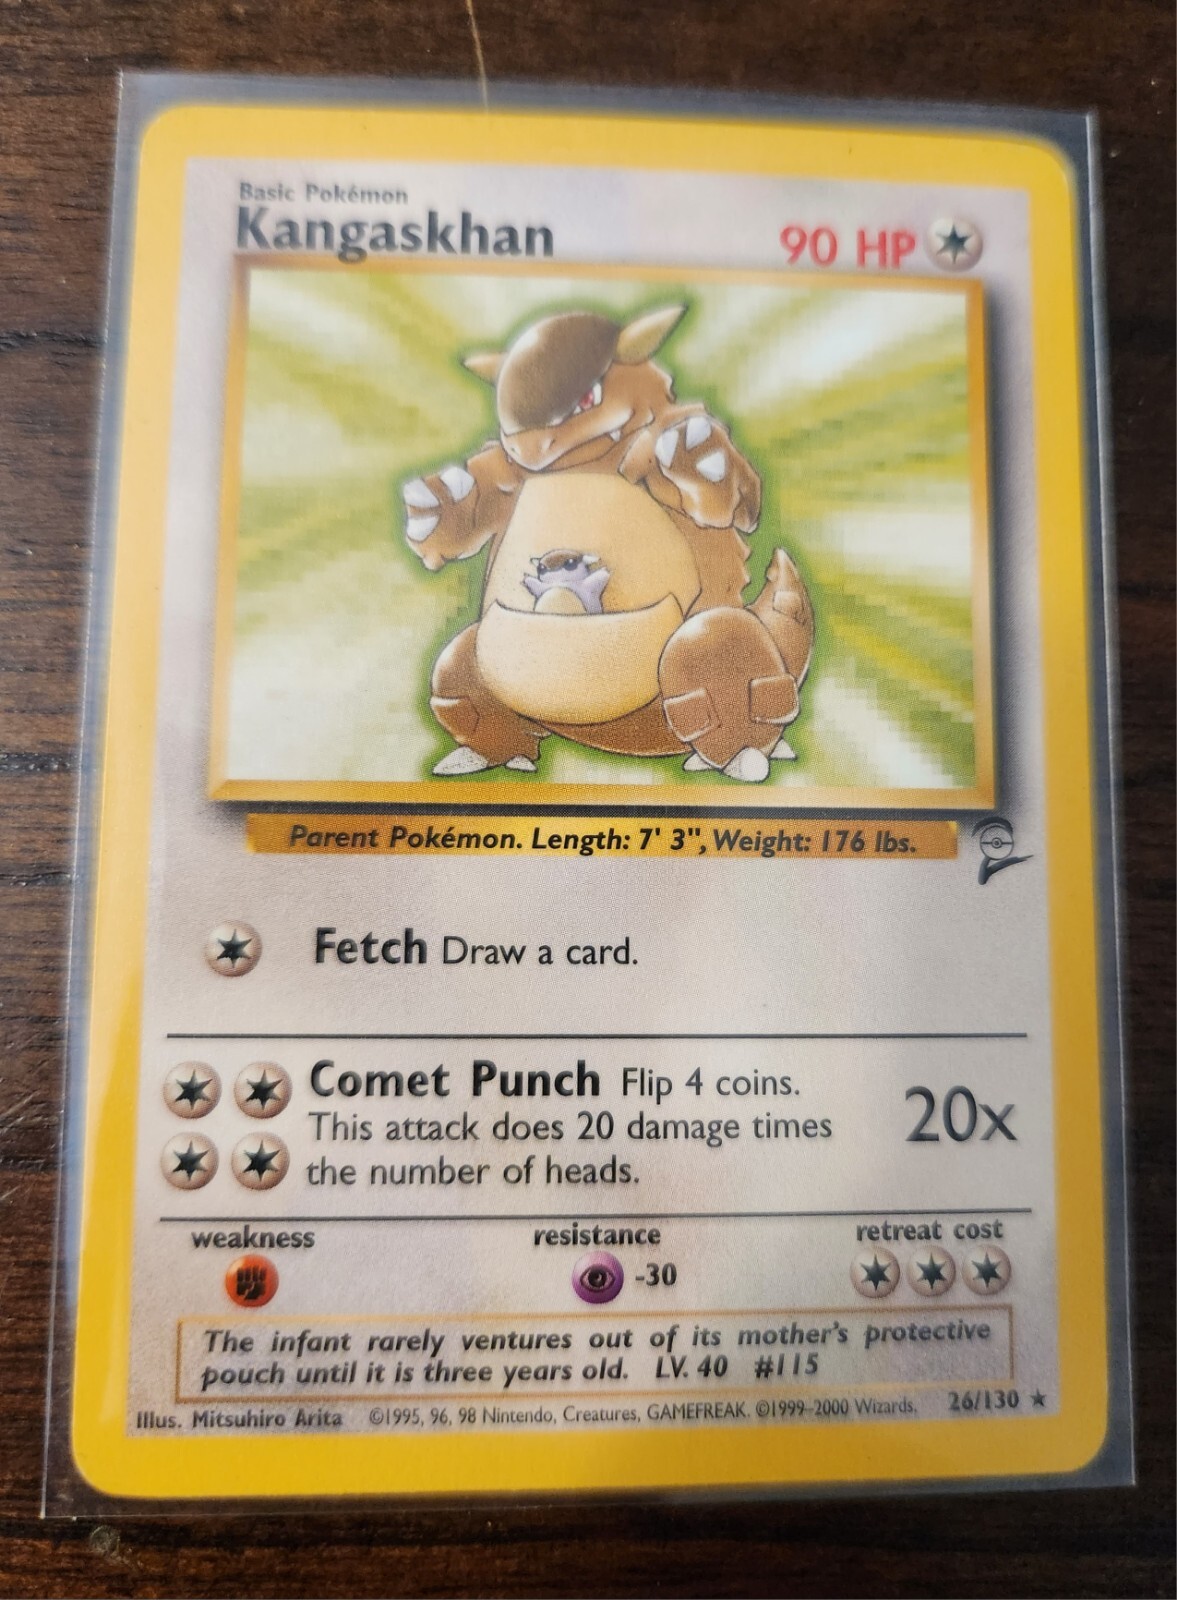 Basic Pokémon
Kangaskhan
90 HP
Parent Pokémon. Length: 7' 3", Weight: 176 lbs.
Fetch Draw a card.
Comet Punch Flip 4 coins.
This attack does 20 damage times
the number of heads.
20x
weakness
resistance
retreat cost
-30
The infant rarely ventures out of its mother's protective
pouch until it is three years old. LV. 40 #115
Illus. Mitsuhiro Arita ©1995, 96, 98 Nintendo, Creatures, GAMEFREAK. ©1999-2000 Wizards. 26/130 ★